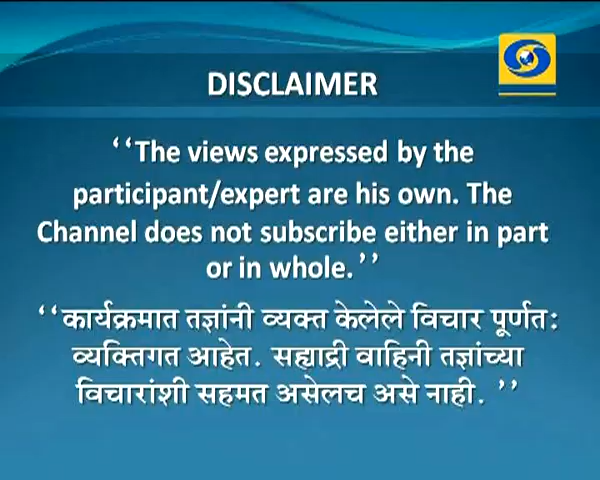 DISCLAIMER
‘‘The views expressed by the
participant/expert are his own. The
Channel does not subscribe either in part
or in whole.’’
‘‘कार्यक्रमात तज्ञांनी व्यक्त केलेले विचार पूर्णत:
व्यक्तिगत आहेत. सह्याद्री वाहिनी तज्ञांच्या
विचारांशी सहमत असेलच असे नाही. ’’